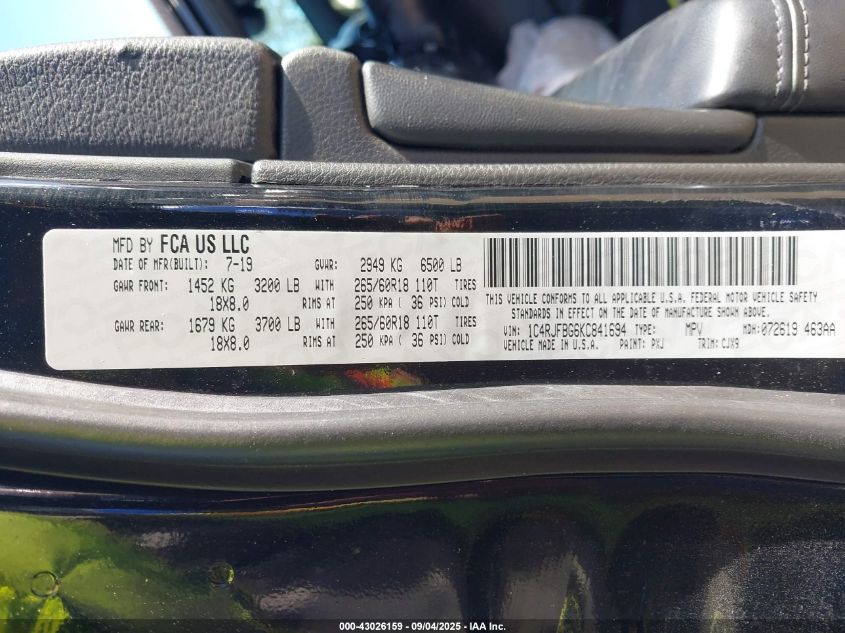 MFD BY FCA US LLC
DATE OF MFR(BUILT): 7-19 GVWR: 2949 KG 6500 LB
GAWR FRONT: 1452 KG 3200 LB WITH 265/60R18 110T TIRES
18X8.0 RIMS AT 250 KPA ( 36 PSI) COLD
GAWR REAR: 1679 KG 3700 LB WITH 265/60R18 110T TIRES
18X8.0 RIMS AT 250 KPA ( 36 PSI) COLD
THIS VEHICLE CONFORMS TO ALL APPLICABLE U.S.A. FEDERAL MOTOR VEHICLE SAFETY
STANDARDS IN EFFECT ON THE DATE OF MANUFACTURE SHOWN ABOVE.
VIN: 1C4RJFBG6KC841694 TYPE: MPV MDH:072619 463AA
VEHICLE MADE IN U.S.A. PAINT: PXJ TRIM: CJX9
000-43026159 - 09/04/2025 - IAA Inc.